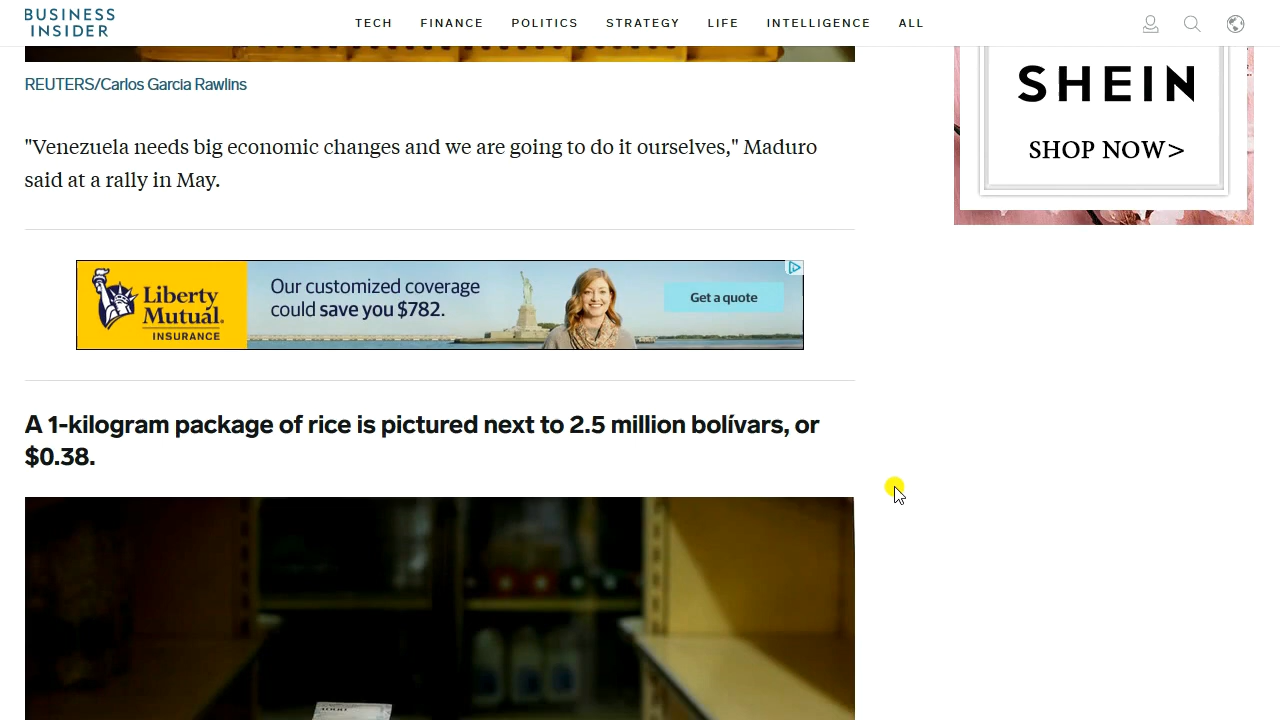 BUSINESS
INSIDER
TECH FINANCE POLITICS STRATEGY LIFE INTELLIGENCE ALL
REUTERS/Carlos Garcia Rawlins
SHEIN
SHOP NOW>
"Venezuela needs big economic changes and we are going to do it ourselves," Maduro
said at a rally in May.
Liberty
Mutual.
INSURANCE
Our customized coverage
could save you $782.
Get a quote
A 1-kilogram package of rice is pictured next to 2.5 million bolívars, or
$0.38.